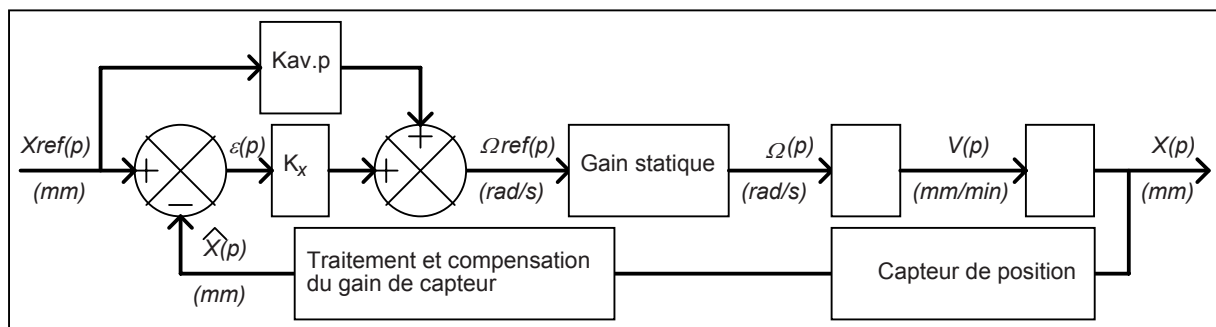 Kav.p
Xref(p)
(mm)
+
−
ε(p)
K_x
+
+
Ωref(p)
(rad/s)
Gain statique
Ω(p)
(rad/s)
V(p)
(mm/min)
X(p)
(mm)
X̂(p)
(mm)
Traitement et compensation
du gain de capteur
Capteur de position